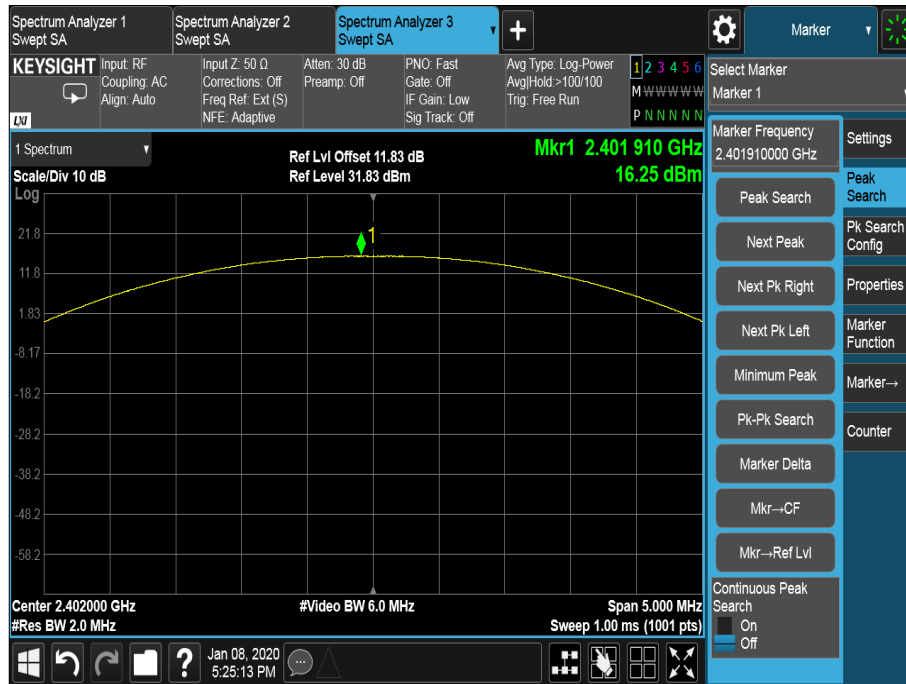 Spectrum Analyzer 1
Swept SA
Spectrum Analyzer 2
Swept SA
Spectrum Analyzer 3
Swept SA
Marker
KEYSIGHT
LXI
Input: RF
Coupling: AC
Align: Auto
Input Z: 50 Ω
Corrections: Off
Freq Ref: Ext (S)
NFE: Adaptive
Atten: 30 dB
Preamp: Off
PNO: Fast
Gate: Off
IF Gain: Low
Sig Track: Off
Avg Type: Log-Power
Avg|Hold:>100/100
Trig: Free Run
1 2 3 4 5 6
M W W W W W
P N N N N N
Select Marker
Marker 1
1 Spectrum
Scale/Div 10 dB
Ref Lvl Offset 11.83 dB
Ref Level 31.83 dBm
Mkr1 2.401 910 GHz
16.25 dBm
Log
21.8
11.8
1.83
-8.17
-18.2
-28.2
-38.2
-48.2
-58.2
1
Center 2.402000 GHz
#Res BW 2.0 MHz
#Video BW 6.0 MHz
Span 5.000 MHz
Sweep 1.00 ms (1001 pts)
Marker Frequency
2.401910000 GHz
Peak Search
Next Peak
Next Pk Right
Next Pk Left
Minimum Peak
Pk-Pk Search
Marker Delta
Mkr→CF
Mkr→Ref Lvl
Continuous Peak
Search
On
Off
Settings
Peak
Search
Pk Search
Config
Properties
Marker
Function
Marker→
Counter
?
Jan 08, 2020
5:25:13 PM